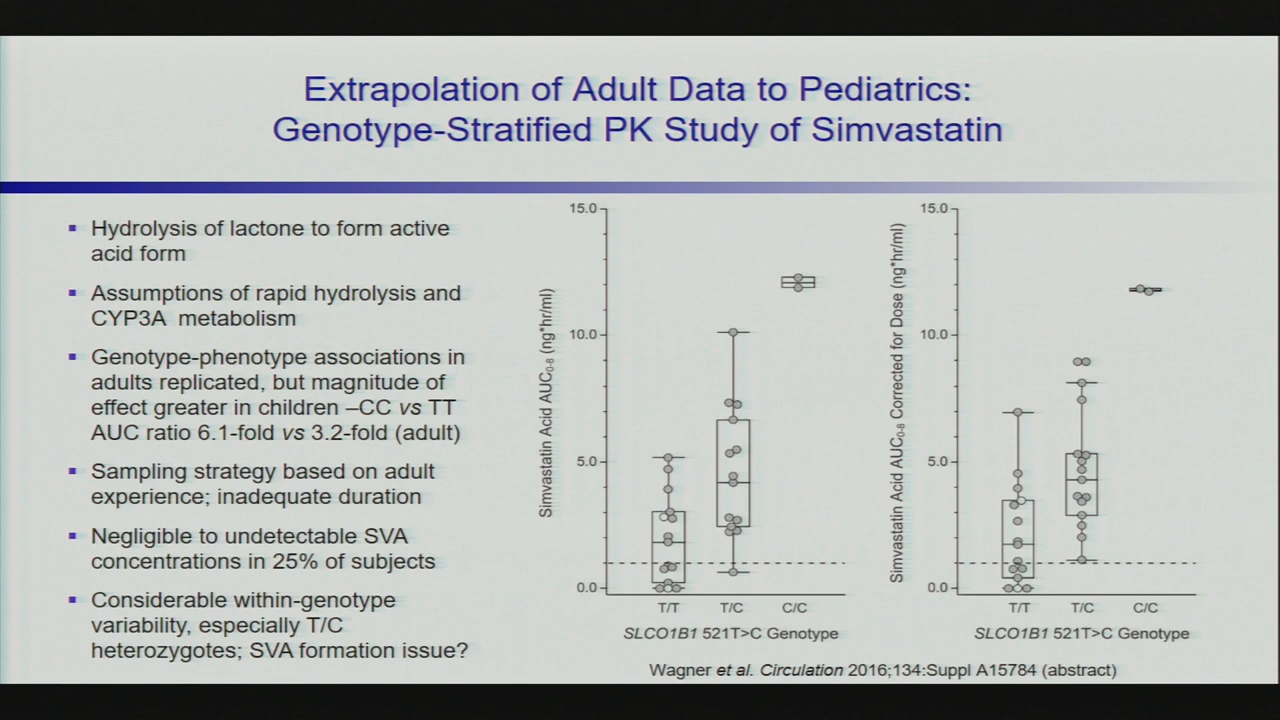 Extrapolation of Adult Data to Pediatrics:
Genotype-Stratified PK Study of Simvastatin
▪ Hydrolysis of lactone to form active
acid form
▪ Assumptions of rapid hydrolysis and
CYP3A metabolism
▪ Genotype-phenotype associations in
adults replicated, but magnitude of
effect greater in children –CC vs TT
AUC ratio 6.1-fold vs 3.2-fold (adult)
▪ Sampling strategy based on adult
experience; inadequate duration
▪ Negligible to undetectable SVA
concentrations in 25% of subjects
▪ Considerable within-genotype
variability, especially T/C
heterozygotes; SVA formation issue?
Simvastatin Acid AUC0-8 (ng*hr/ml)
15.0
10.0
5.0
0.0
T/T T/C C/C
SLCO1B1 521T>C Genotype
Simvastatin Acid AUC0-8 Corrected for Dose (ng*hr/ml)
15.0
10.0
5.0
0.0
T/T T/C C/C
SLCO1B1 521T>C Genotype
Wagner et al. Circulation 2016;134:Suppl A15784 (abstract)